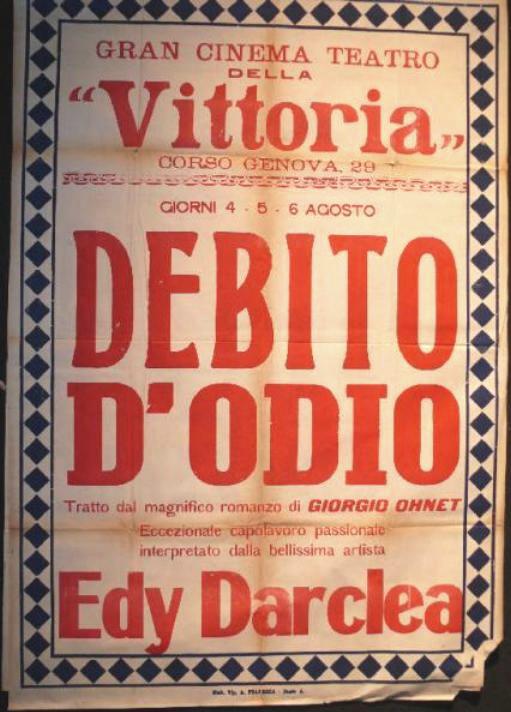 GRAN CINEMA TEATRO
DELLA
"Vittoria„
CORSO GENOVA, 29
GIORNI 4 - 5 - 6 AGOSTO
DEBITO
D'ODIO
Tratto dal magnifico romanzo di GIORGIO OHNET
Eccezionale capolavoro passionale
interpretato dalla bellissima artista
Edy Darclea